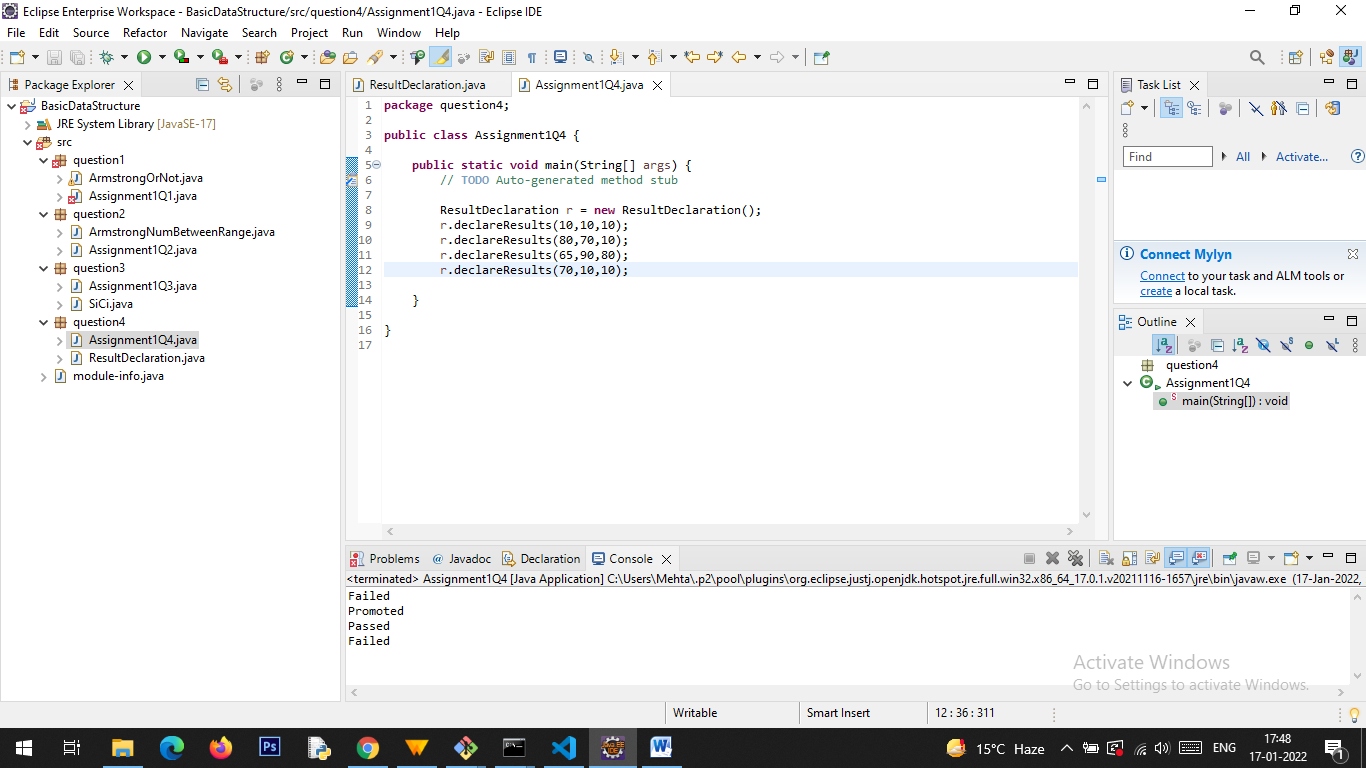 Eclipse Enterprise Workspace - BasicDataStructure/src/question4/Assignment1Q4.java - Eclipse IDE
File Edit Source Refactor Navigate Search Project Run Window Help
Package Explorer
BasicDataStructure
JRE System Library [JavaSE-17]
src
question1
ArmstrongOrNot.java
Assignment1Q1.java
question2
ArmstrongNumBetweenRange.java
Assignment1Q2.java
question3
Assignment1Q3.java
SiCi.java
question4
Assignment1Q4.java
ResultDeclaration.java
module-info.java
ResultDeclaration.java Assignment1Q4.java
1 package question4;
2
3 public class Assignment1Q4 {
4
5 public static void main(String[] args) {
6 // TODO Auto-generated method stub
7
8 ResultDeclaration r = new ResultDeclaration();
9 r.declareResults(10,10,10);
10 r.declareResults(80,70,10);
11 r.declareResults(65,90,80);
12 r.declareResults(70,10,10);
13
14 }
15
16 }
17
Task List
Find All Activate...
Connect Mylyn
Connect to your task and ALM tools or
create a local task.
Outline
question4
Assignment1Q4
main(String[]) : void
Problems Javadoc Declaration Console
<terminated> Assignment1Q4 [Java Application] C:\Users\Mehta\.p2\pool\plugins\org.eclipse.justj.openjdk.hotspot.jre.full.win32.x86_64_17.0.1.v20211116-1657\jre\bin\javaw.exe (17-Jan-2022,
Failed
Promoted
Passed
Failed
Activate Windows
Go to Settings to activate Windows.
Writable Smart Insert 12 : 36 : 311
15°C Haze ENG 17:48
17-01-2022